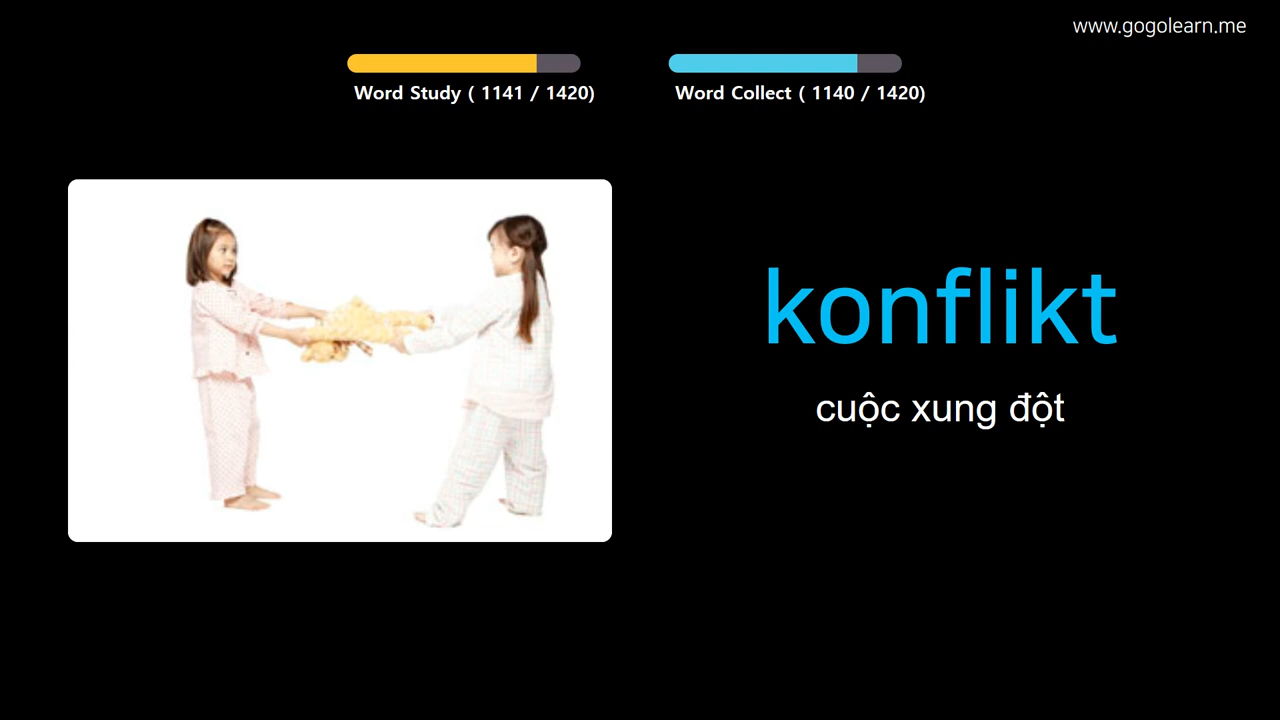 www.gogolearn.me
Word Study ( 1141 / 1420)
Word Collect ( 1140 / 1420)
konflikt
cuộc xung đột